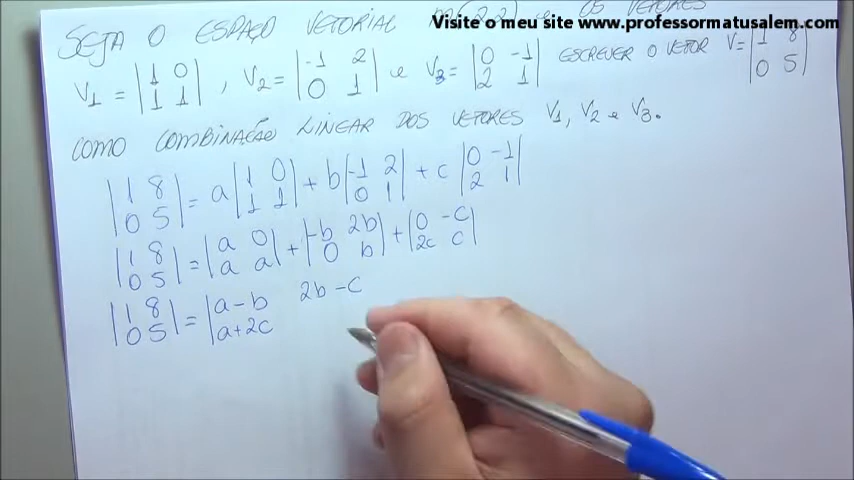 Visite o meu site www.professormatusalem.com
SEJA O ESPAÇO VETORIAL M(2,2) e OS VETORES
V₁ = |1 0; 1 1|, V₂ = |-1 2; 0 1| e V₃ = |0 -1; 2 1| ESCREVER O VETOR V = |1 8; 0 5|
COMO COMBINAÇÃO LINEAR DOS VETORES V₁, V₂ e V₃.
|1 8; 0 5| = a |1 0; 1 1| + b |-1 2; 0 1| + c |0 -1; 2 1|
|1 8; 0 5| = |a 0; a a| + |-b 2b; 0 b| + |0 -c; 2c c|
|1 8; 0 5| = |a-b 2b-c; a+2c